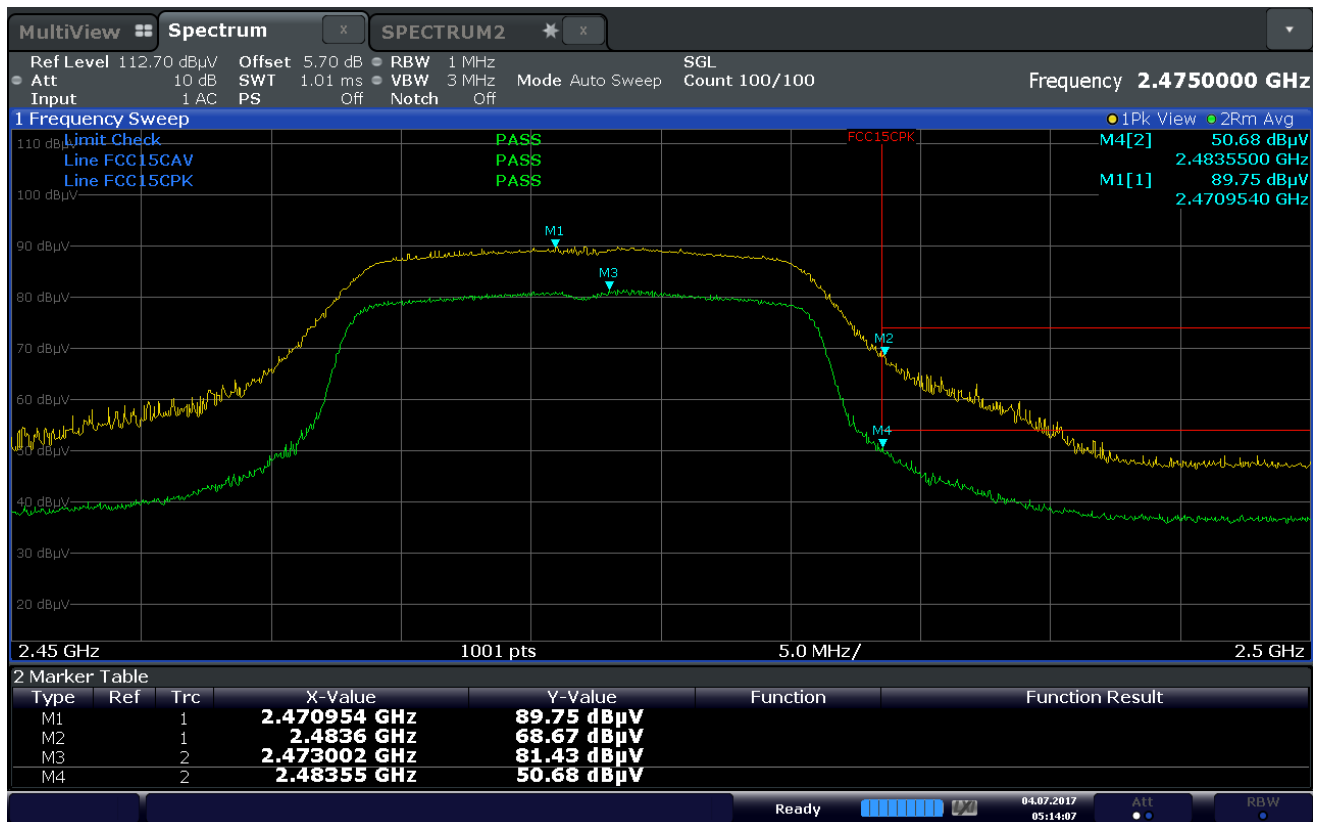 MultiView Spectrum x SPECTRUM2 x
Ref Level 112.70 dBµV Offset 5.70 dB RBW 1 MHz SGL
Att 10 dB SWT 1.01 ms VBW 3 MHz Mode Auto Sweep Count 100/100 Frequency 2.4750000 GHz
Input 1 AC PS Off Notch Off
1 Frequency Sweep 1Pk View 2Rm Avg
110 dBµV Limit Check PASS FCC15CPK M4[2] 50.68 dBµV
Line FCC15CAV PASS 2.4835500 GHz
Line FCC15CPK PASS M1[1] 89.75 dBµV
100 dBµV 2.4709540 GHz
M1
90 dBµV
M3
80 dBµV
M2
70 dBµV
60 dBµV
M4
50 dBµV
40 dBµV
30 dBµV
20 dBµV
2.45 GHz 1001 pts 5.0 MHz/ 2.5 GHz
2 Marker Table
Type Ref Trc X-Value Y-Value Function Function Result
M1 1 2.470954 GHz 89.75 dBµV
M2 1 2.4836 GHz 68.67 dBµV
M3 2 2.473002 GHz 81.43 dBµV
M4 2 2.48355 GHz 50.68 dBµV
Ready 04.07.2017 Att RBW
05:14:07